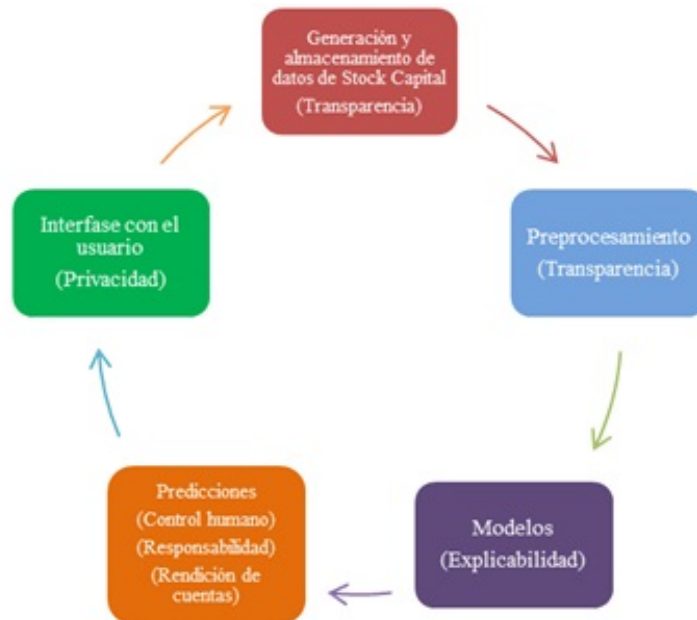 Generación y
almacenamiento de
datos de Stock Capital
(Transparencia)
Preprocesamiento
(Transparencia)
Modelos
(Explicabilidad)
Predicciones
(Control humano)
(Responsabilidad)
(Rendición de
cuentas)
Interfase con el
usuario
(Privacidad)